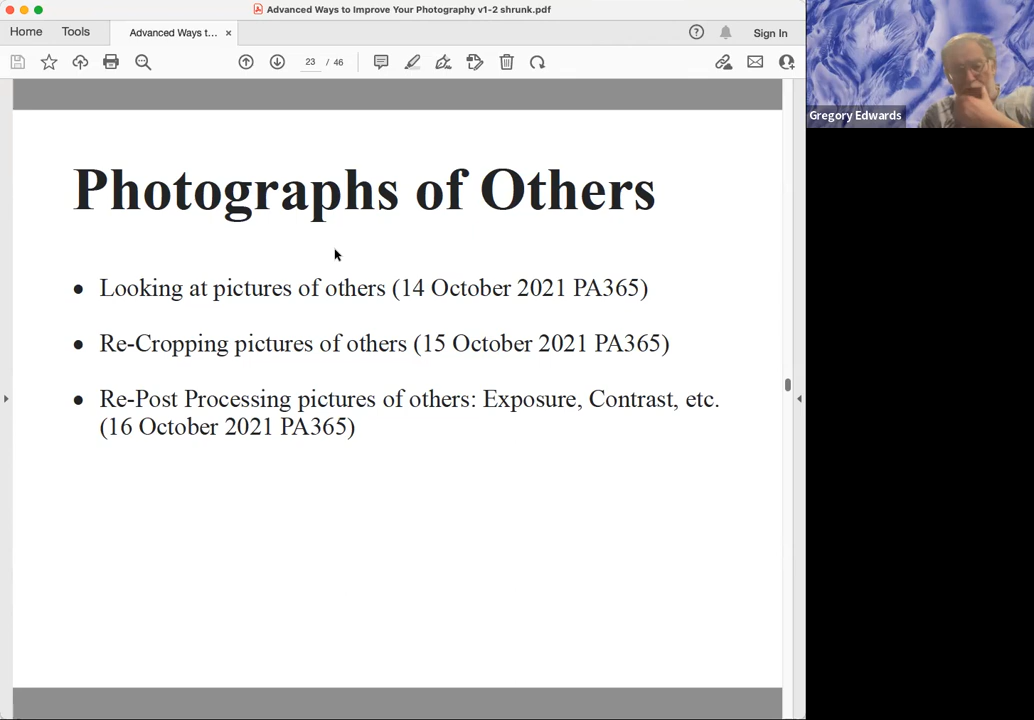 Advanced Ways to Improve Your Photography v1-2 shrunk.pdf
Home
Tools
Advanced Ways t...
×
?
Sign In
23 / 46
Gregory Edwards
Photographs of Others
• Looking at pictures of others (14 October 2021 PA365)
• Re-Cropping pictures of others (15 October 2021 PA365)
• Re-Post Processing pictures of others: Exposure, Contrast, etc.
(16 October 2021 PA365)